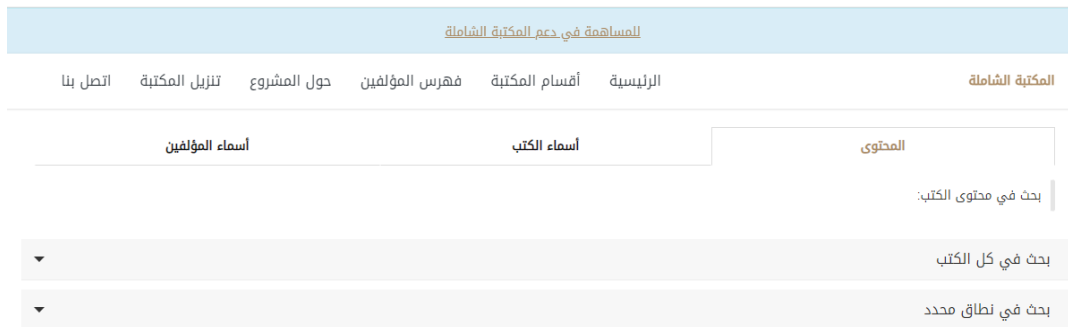 للمساهمة في دعم المكتبة الشاملة
المكتبة الشاملة الرئيسية أقسام المكتبة فهرس المؤلفين حول المشروع تنزيل المكتبة اتصل بنا
المحتوى أسماء الكتب أسماء المؤلفين
بحث في محتوى الكتب:
بحث في كل الكتب
بحث في نطاق محدد